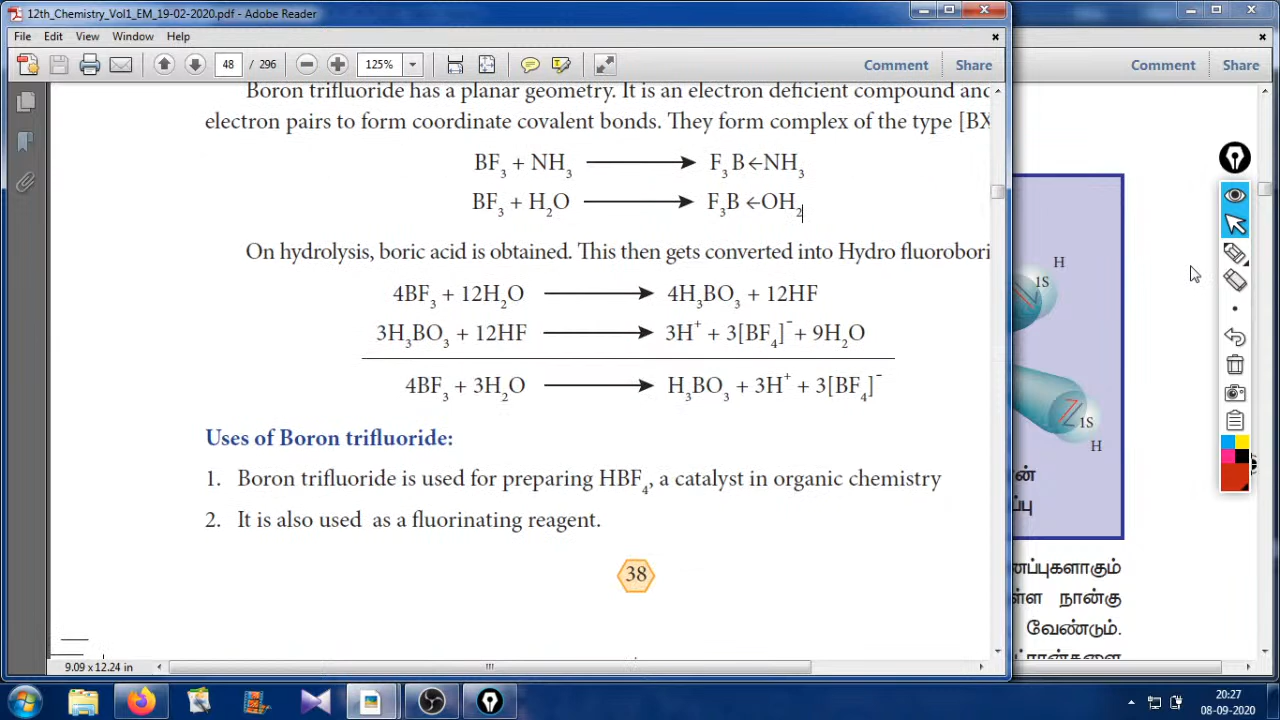 12th_Chemistry_Vol1_EM_19-02-2020.pdf - Adobe Reader
File Edit View Window Help
48 / 296 125% Comment Share
Comment Share
Boron trifluoride has a planar geometry. It is an electron deficient compound and
electron pairs to form coordinate covalent bonds. They form complex of the type [BX
BF3 + NH3 ⟶ F3 B←NH3
BF3 + H2O ⟶ F3B ←OH2
On hydrolysis, boric acid is obtained. This then gets converted into Hydro fluorobori
4BF3 + 12H2O ⟶ 4H3BO3 + 12HF
3H3BO3 + 12HF ⟶ 3H+ + 3[BF4]− + 9H2O
4BF3 + 3H2O ⟶ H3BO3 + 3H+ + 3[BF4]−
Uses of Boron trifluoride:
1. Boron trifluoride is used for preparing HBF4, a catalyst in organic chemistry
2. It is also used as a fluorinating reagent.
38
9.09 x 12.24 in
H
1S
1S
H
ன்
ப்பு
ணைப்புகளாகும்
ள்ள நான்கு
வேண்டும்.
20:27
08-09-2020